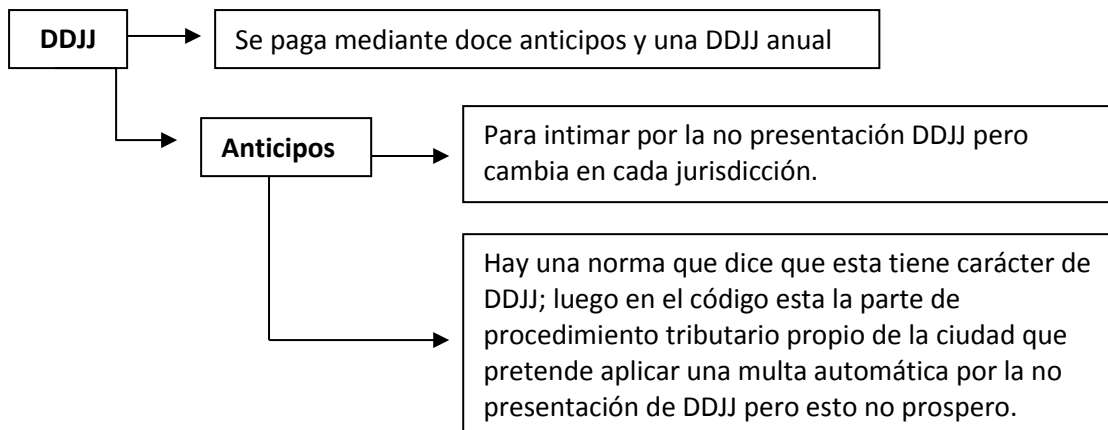 DDJJ
Se paga mediante doce anticipos y una DDJJ anual
Anticipos
Para intimar por la no presentación DDJJ pero
cambia en cada jurisdicción.
Hay una norma que dice que esta tiene carácter de
DDJJ; luego en el código esta la parte de
procedimiento tributario propio de la ciudad que
pretende aplicar una multa automática por la no
presentación de DDJJ pero esto no prospero.